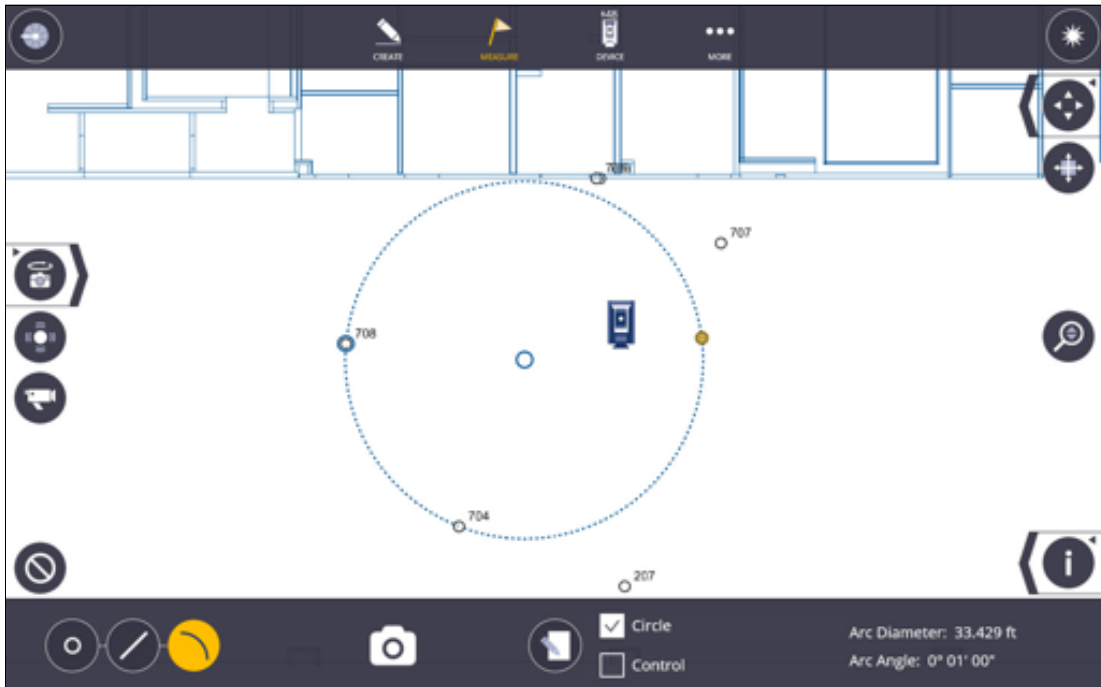 CREATE
MEASURE
DEVICE
MORE
707
708
704
207
Circle
Control
Arc Diameter: 33.429 ft
Arc Angle: 0° 01' 00"